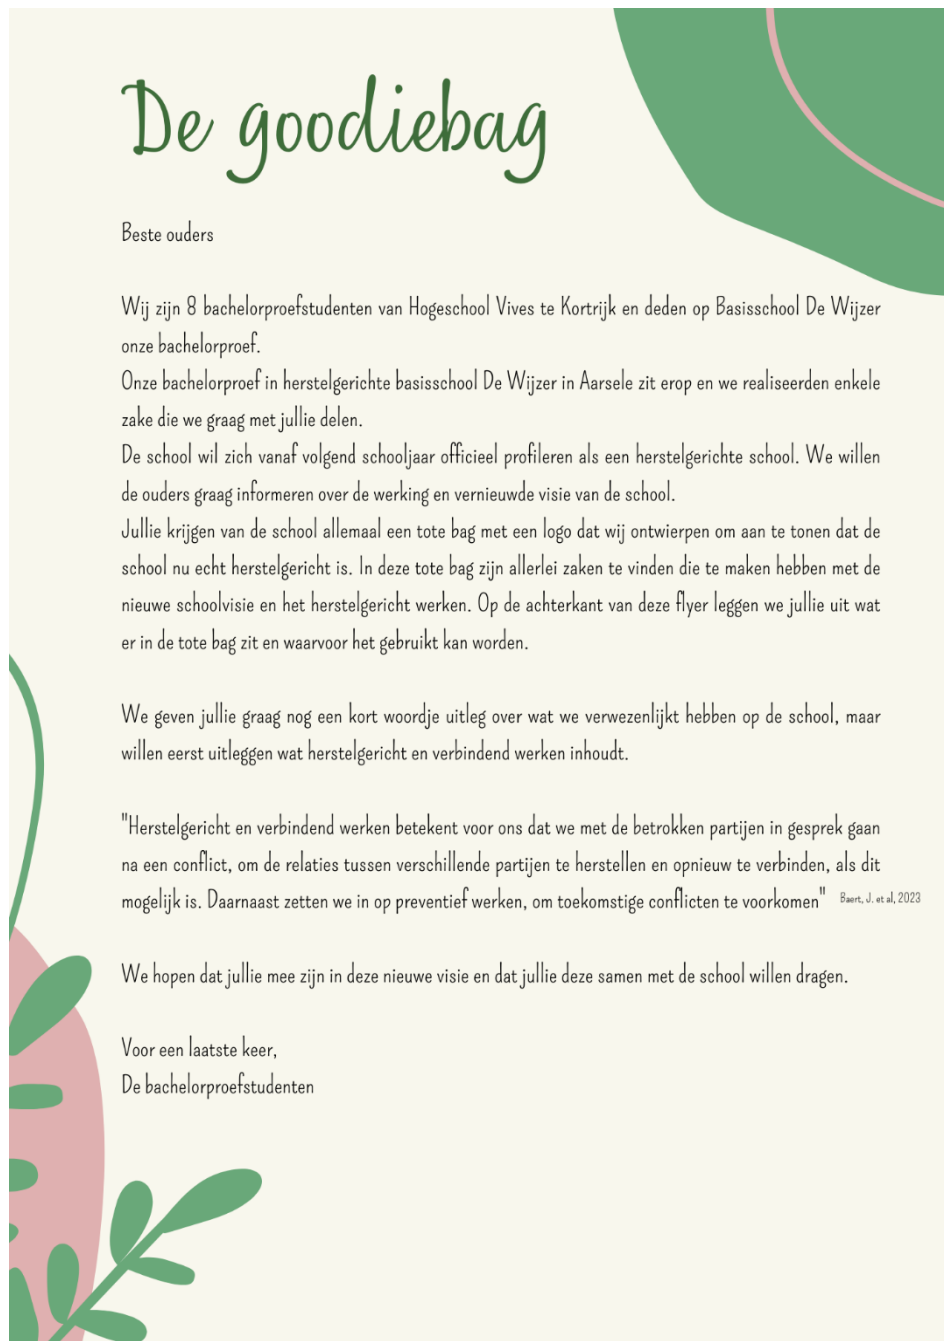 De goodiebag
Beste ouders
Wij zijn 8 bachelorproefstudenten van Hogeschool Vives te Kortrijk en deden op Basisschool De Wijzer
onze bachelorproef.
Onze bachelorproef in herstelgerichte basisschool De Wijzer in Aarsele zit erop en we realiseerden enkele
zake die we graag met jullie delen.
De school wil zich vanaf volgend schooljaar officieel profileren als een herstelgerichte school. We willen
de ouders graag informeren over de werking en vernieuwde visie van de school.
Jullie krijgen van de school allemaal een tote bag met een logo dat wij ontwierpen om aan te tonen dat de
school nu echt herstelgericht is. In deze tote bag zijn allerlei zaken te vinden die te maken hebben met de
nieuwe schoolvisie en het herstelgericht werken. Op de achterkant van deze flyer leggen we jullie uit wat
er in de tote bag zit en waarvoor het gebruikt kan worden.
We geven jullie graag nog een kort woordje uitleg over wat we verwezenlijkt hebben op de school, maar
willen eerst uitleggen wat herstelgericht en verbindend werken inhoudt.
"Herstelgericht en verbindend werken betekent voor ons dat we met de betrokken partijen in gesprek gaan
na een conflict, om de relaties tussen verschillende partijen te herstellen en opnieuw te verbinden, als dit
mogelijk is. Daarnaast zetten we in op preventief werken, om toekomstige conflicten te voorkomen" Baert, J. et al, 2023
We hopen dat jullie mee zijn in deze nieuwe visie en dat jullie deze samen met de school willen dragen.
Voor een laatste keer,
De bachelorproefstudenten